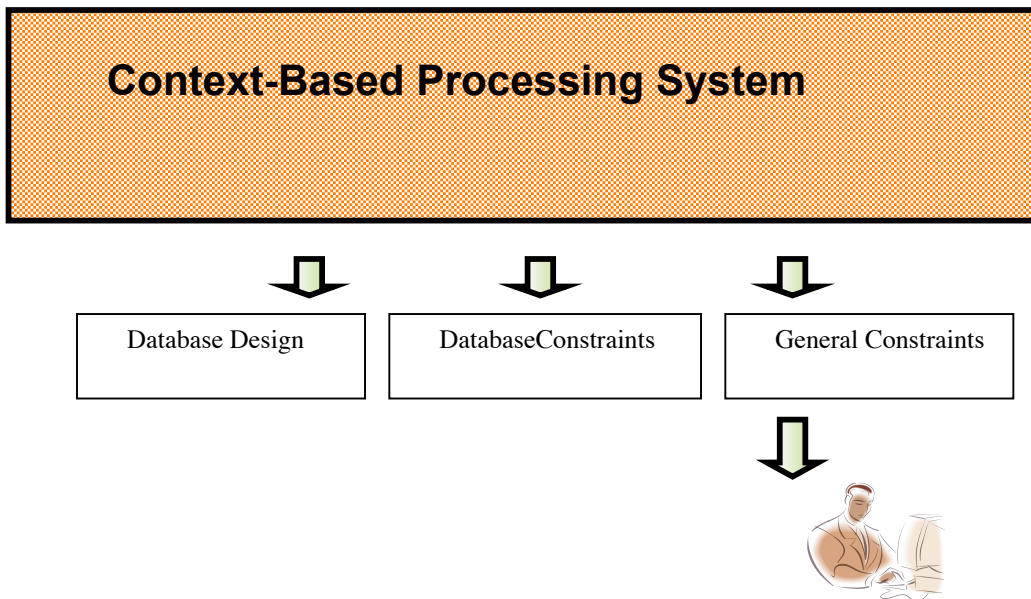 Context-Based Processing System
Database Design
DatabaseConstraints
General Constraints